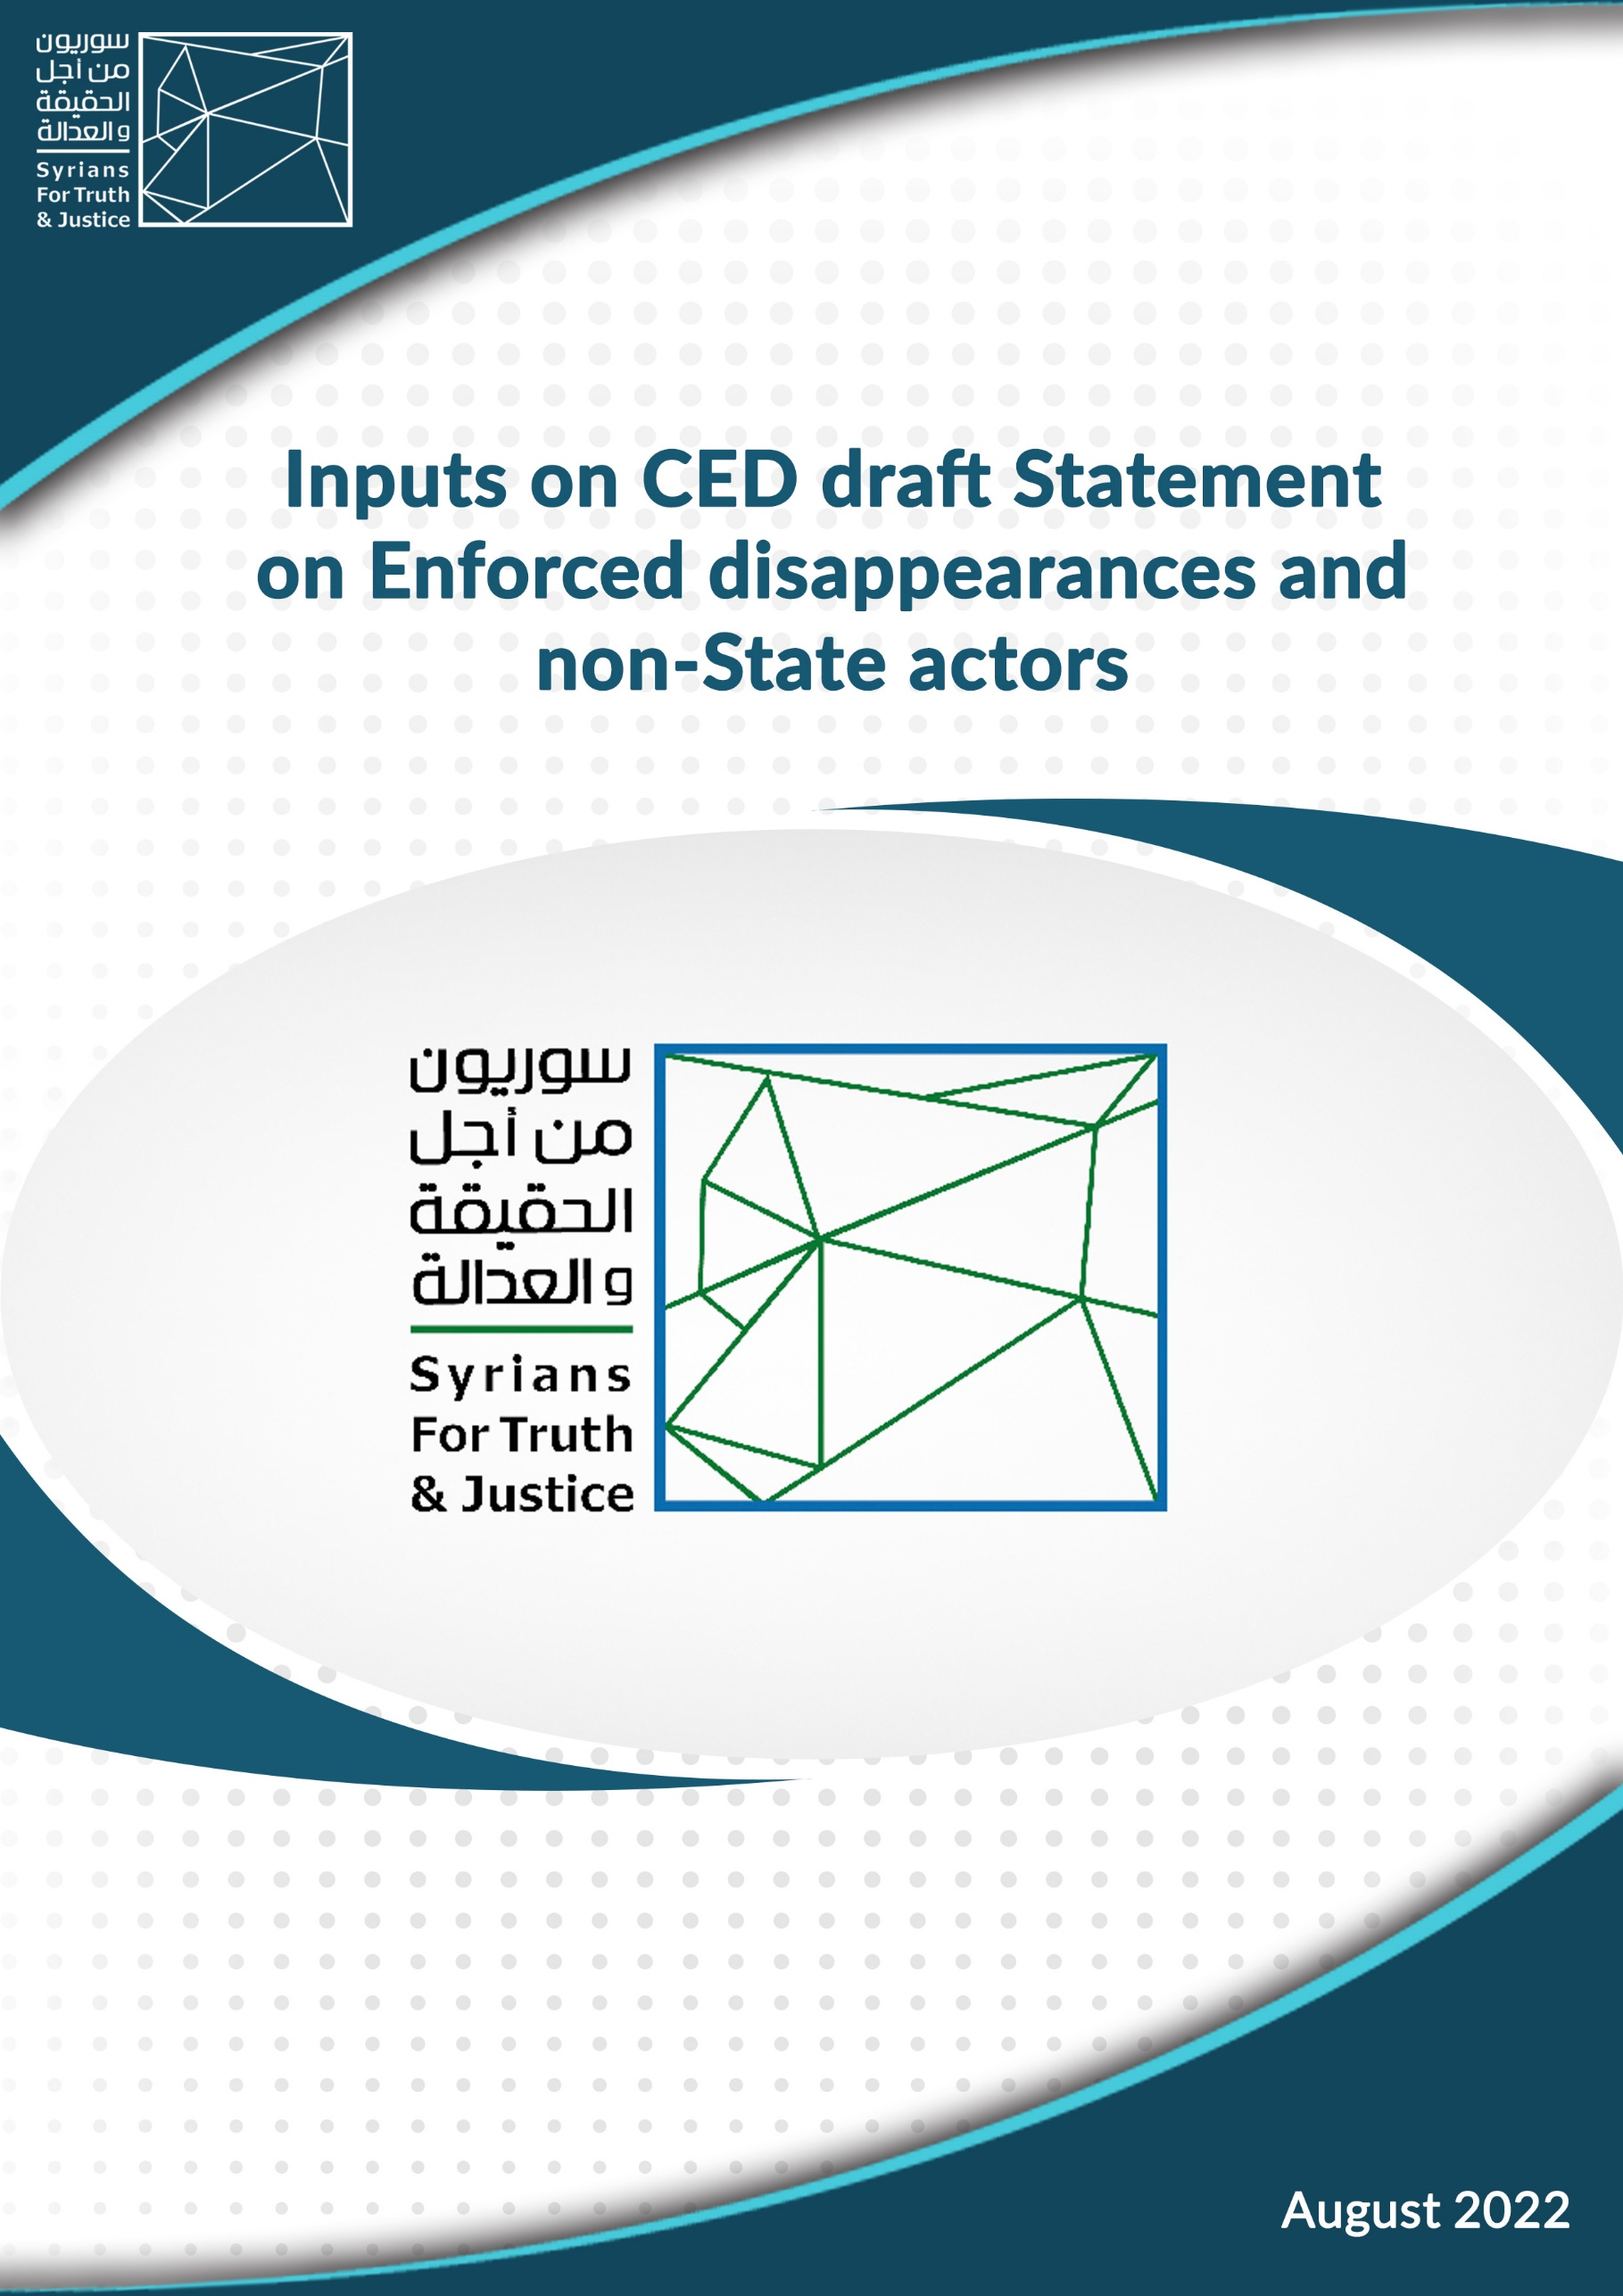 سوريون
من أجل
الحقيقة
و العدالة
Syrians
For Truth
& Justice
Inputs on CED draft Statement
on Enforced disappearances and
non-State actors
سوريون
من أجل
الحقيقة
و العدالة
Syrians
For Truth
& Justice
August 2022